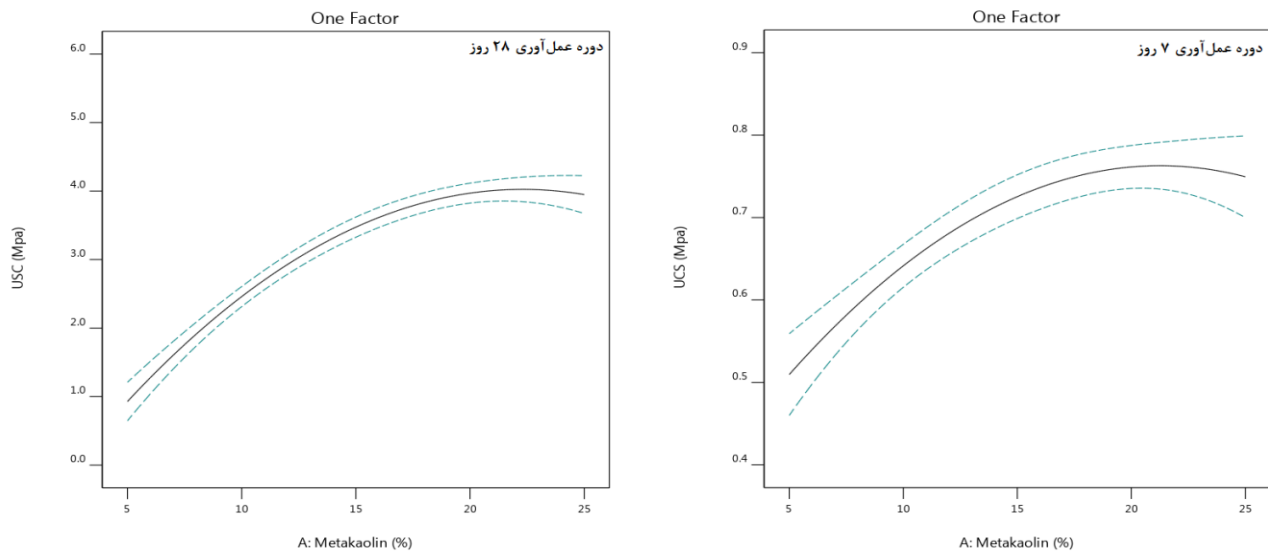 One Factor
دوره عمل‌آوری ۲۸ روز
6.0
5.0
4.0
3.0
2.0
1.0
0.0
USC (Mpa)
5 10 15 20 25
A: Metakaolin (%)
One Factor
دوره عمل‌آوری ۷ روز
0.9
0.8
0.7
0.6
0.5
0.4
UCS (Mpa)
5 10 15 20 25
A: Metakaolin (%)